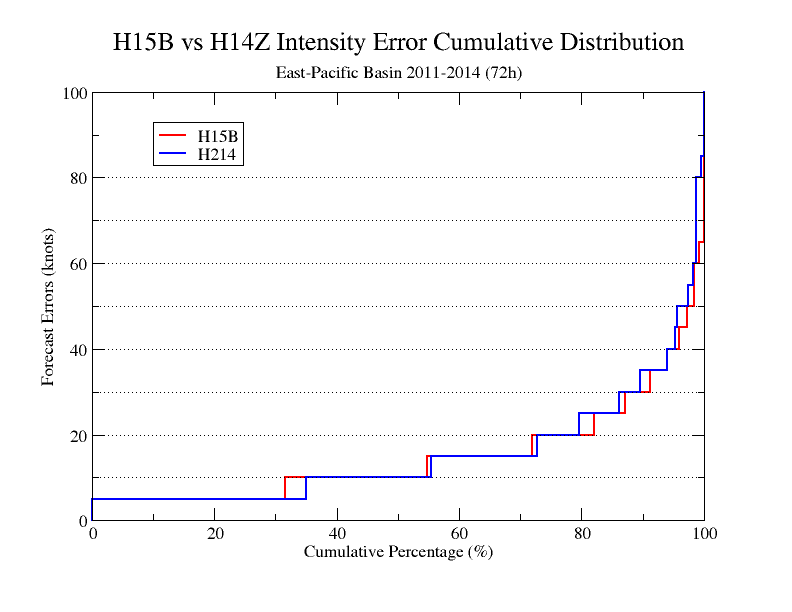 H15B vs H14Z Intensity Error Cumulative Distribution
East-Pacific Basin 2011-2014 (72h)
100
80
60
40
20
0
Forecast Errors (knots)
H15B
H214
0 20 40 60 80 100
Cumulative Percentage (%)